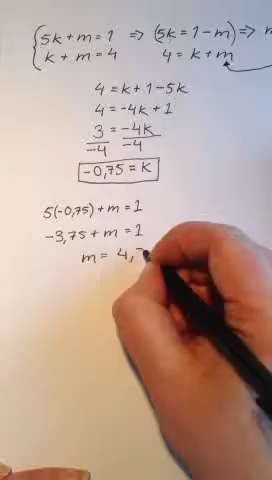 5k + m = 1 => (5k = 1 - m) => m
k + m = 4 4 = k + m
4 = k + 1 - 5k
4 = -4k + 1
3 = -4k
-4 -4
-0,75 = k
5(-0,75) + m = 1
-3,75 + m = 1
m = 4,